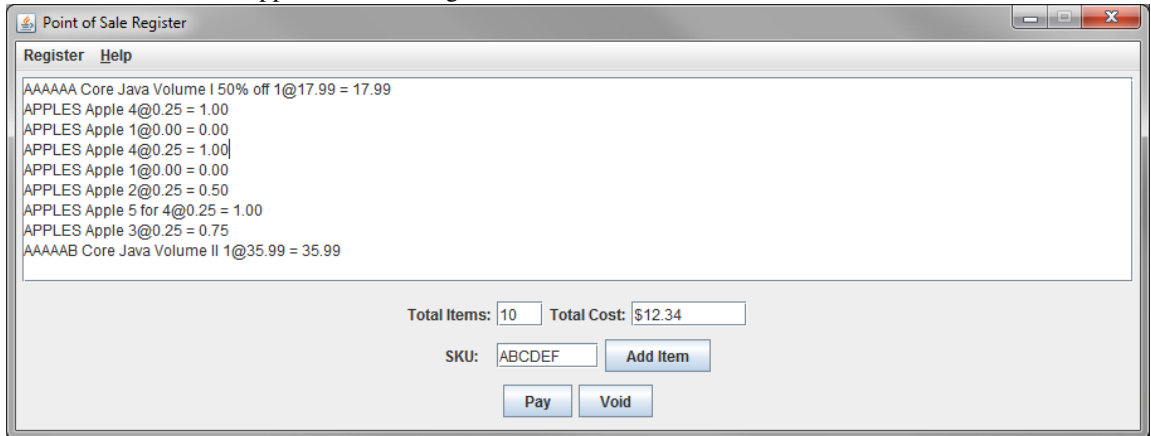 Point of Sale Register
Register Help
AAAAAA Core Java Volume I 50% off 1@17.99 = 17.99
APPLES Apple 4@0.25 = 1.00
APPLES Apple 1@0.00 = 0.00
APPLES Apple 4@0.25 = 1.00
APPLES Apple 1@0.00 = 0.00
APPLES Apple 2@0.25 = 0.50
APPLES Apple 5 for 4@0.25 = 1.00
APPLES Apple 3@0.25 = 0.75
AAAAAB Core Java Volume II 1@35.99 = 35.99
Total Items: 10 Total Cost: $12.34
SKU: ABCDEF Add Item
Pay Void